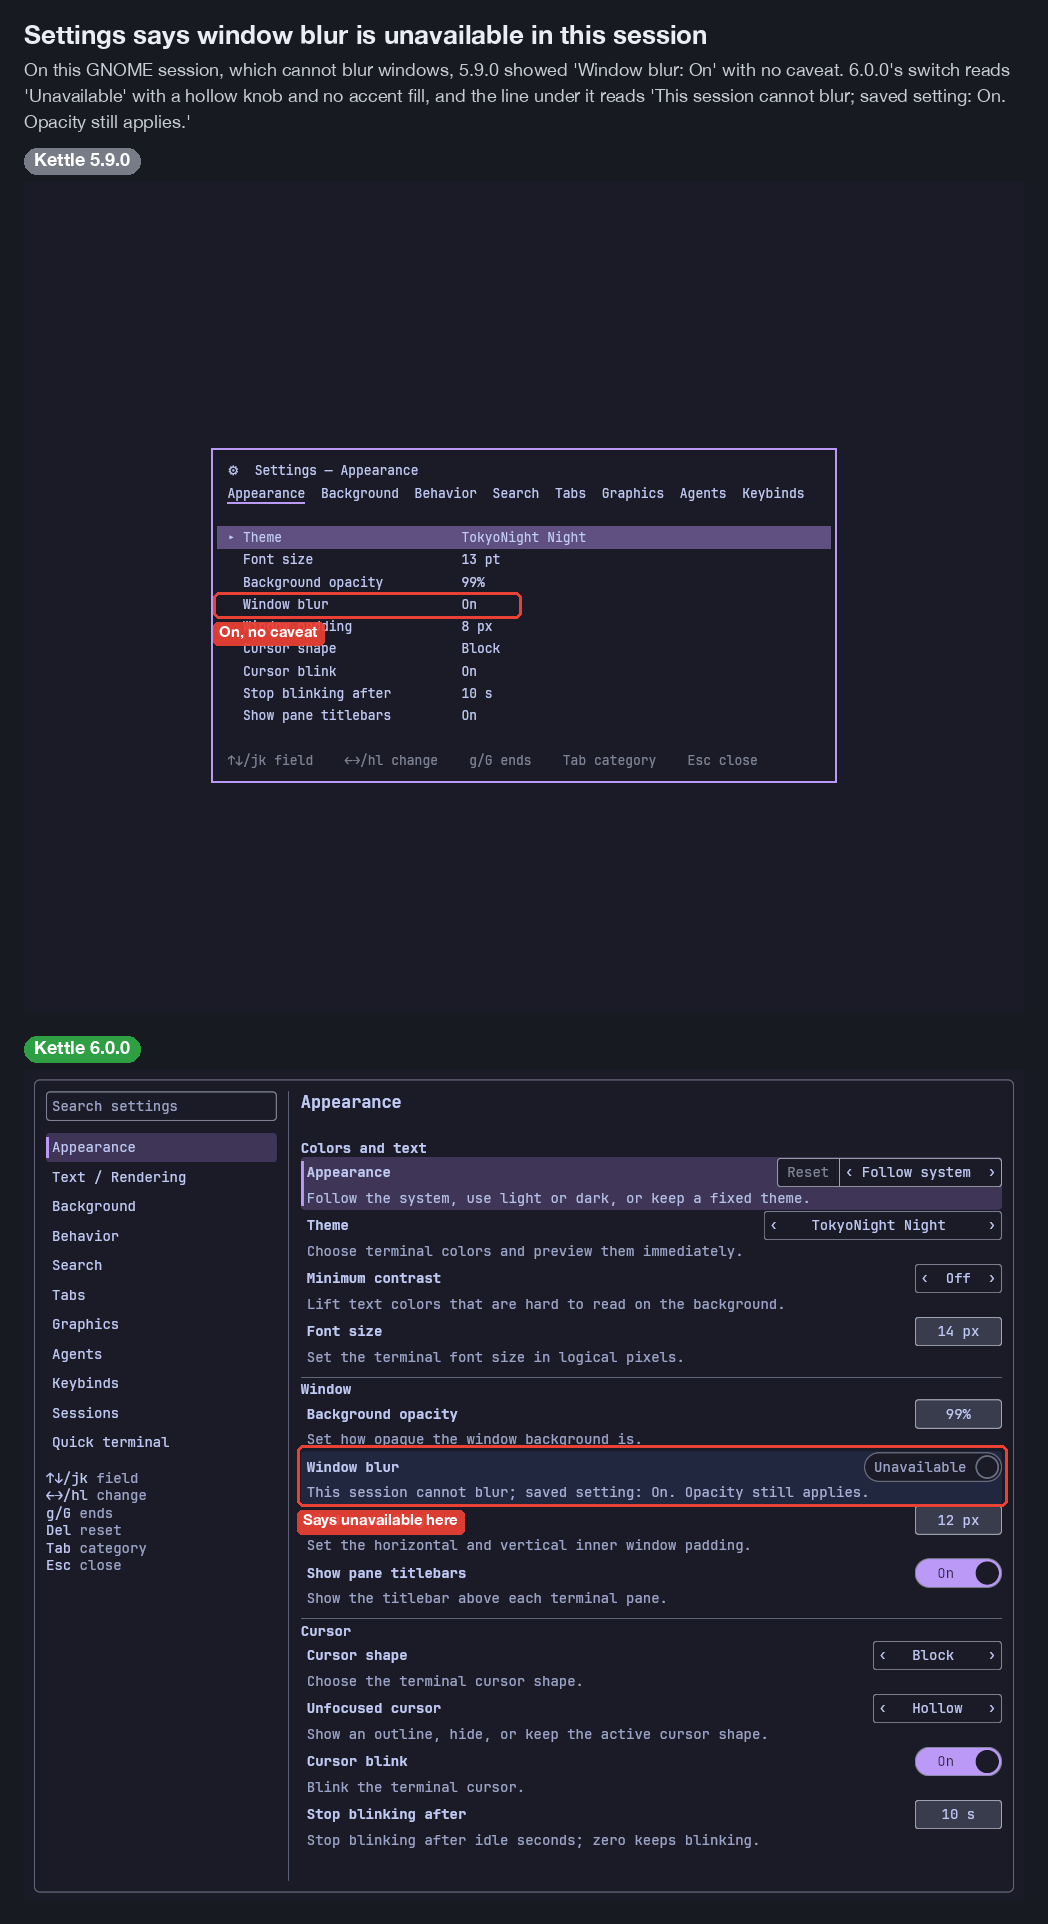 Settings says window blur is unavailable in this session
On this GNOME session, which cannot blur windows, 5.9.0 showed 'Window blur: On' with no caveat. 6.0.0's switch reads
'Unavailable' with a hollow knob and no accent fill, and the line under it reads 'This session cannot blur; saved setting: On.
Opacity still applies.'
Kettle 5.9.0
⚙ Settings — Appearance
Appearance Background Behavior Search Tabs Graphics Agents Keybinds
▸ Theme TokyoNight Night
Font size 13 pt
Background opacity 99%
Window blur On
On, no caveat
8 px
Cursor shape Block
Cursor blink On
Stop blinking after 10 s
Show pane titlebars On
↑↓/jk field ↔/hl change g/G ends Tab category Esc close
Kettle 6.0.0
Search settings
Appearance
Text / Rendering
Background
Behavior
Search
Tabs
Graphics
Agents
Keybinds
Sessions
Quick terminal
↑↓/jk field
↔/hl change
g/G ends
Del reset
Tab category
Esc close
Appearance
Colors and text
Appearance Reset ‹ Follow system ›
Follow the system, use light or dark, or keep a fixed theme.
Theme ‹ TokyoNight Night ›
Choose terminal colors and preview them immediately.
Minimum contrast ‹ Off ›
Lift text colors that are hard to read on the background.
Font size 14 px
Set the terminal font size in logical pixels.
Window
Background opacity 99%
Set how opaque the window background is.
Window blur Unavailable
This session cannot blur; saved setting: On. Opacity still applies.
Says unavailable here 12 px
Set the horizontal and vertical inner window padding.
Show pane titlebars On
Show the titlebar above each terminal pane.
Cursor
Cursor shape ‹ Block ›
Choose the terminal cursor shape.
Unfocused cursor ‹ Hollow ›
Show an outline, hide, or keep the active cursor shape.
Cursor blink On
Blink the terminal cursor.
Stop blinking after 10 s
Stop blinking after idle seconds; zero keeps blinking.